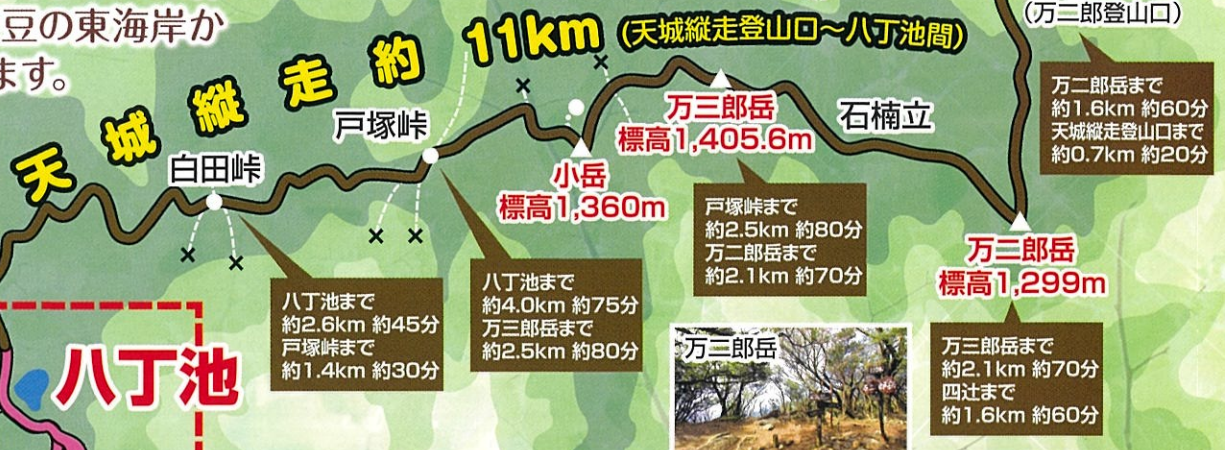 豆の東海岸か
ます。
天城縦走約11km(天城縦走登山口〜八丁池間)
(万二郎登山口)
万二郎岳まで
約1.6km 約60分
天城縦走登山口まで
約0.7km 約20分
石楠立
万三郎岳
標高1,405.6m
戸塚峠
白田峠
小岳
標高1,360m
戸塚峠まで
約2.5km 約80分
万二郎岳まで
約2.1km 約70分
万二郎岳
標高1,299m
八丁池まで
約4.0km 約75分
万三郎岳まで
約2.5km 約80分
八丁池まで
約2.6km 約45分
戸塚峠まで
約1.4km 約30分
八丁池
万二郎岳
万三郎岳まで
約2.1km 約70分
四辻まで
約1.6km 約60分